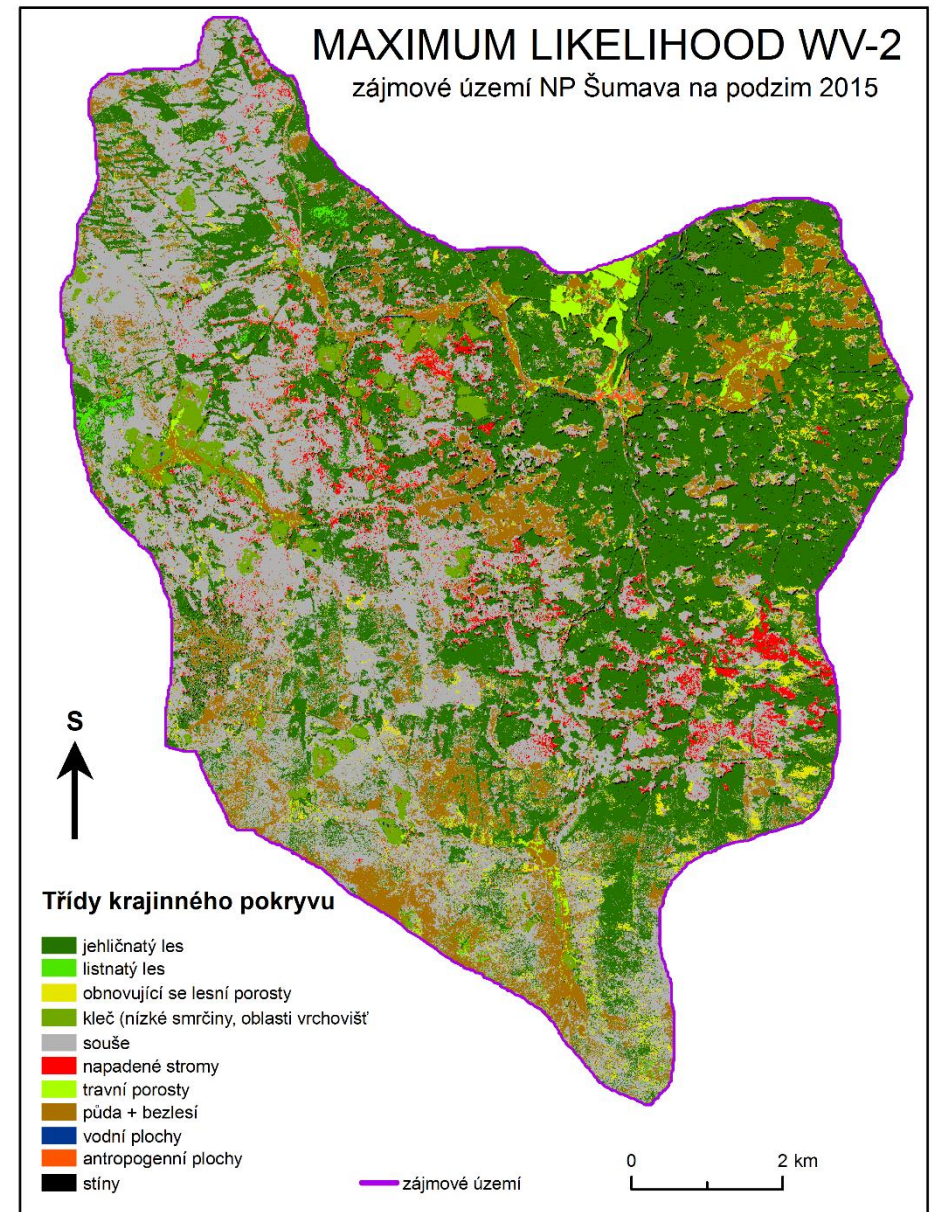 MAXIMUM LIKELIHOOD WV-2
zájmové území NP Šumava na podzim 2015
S
Třídy krajinného pokryvu
jehličnatý les
listnatý les
obnovující se lesní porosty
kleč (nízké smrčiny, oblasti vrchovišť
souše
napadené stromy
travní porosty
půda + bezlesí
vodní plochy
antropogenní plochy
stíny
zájmové území
0 2 km